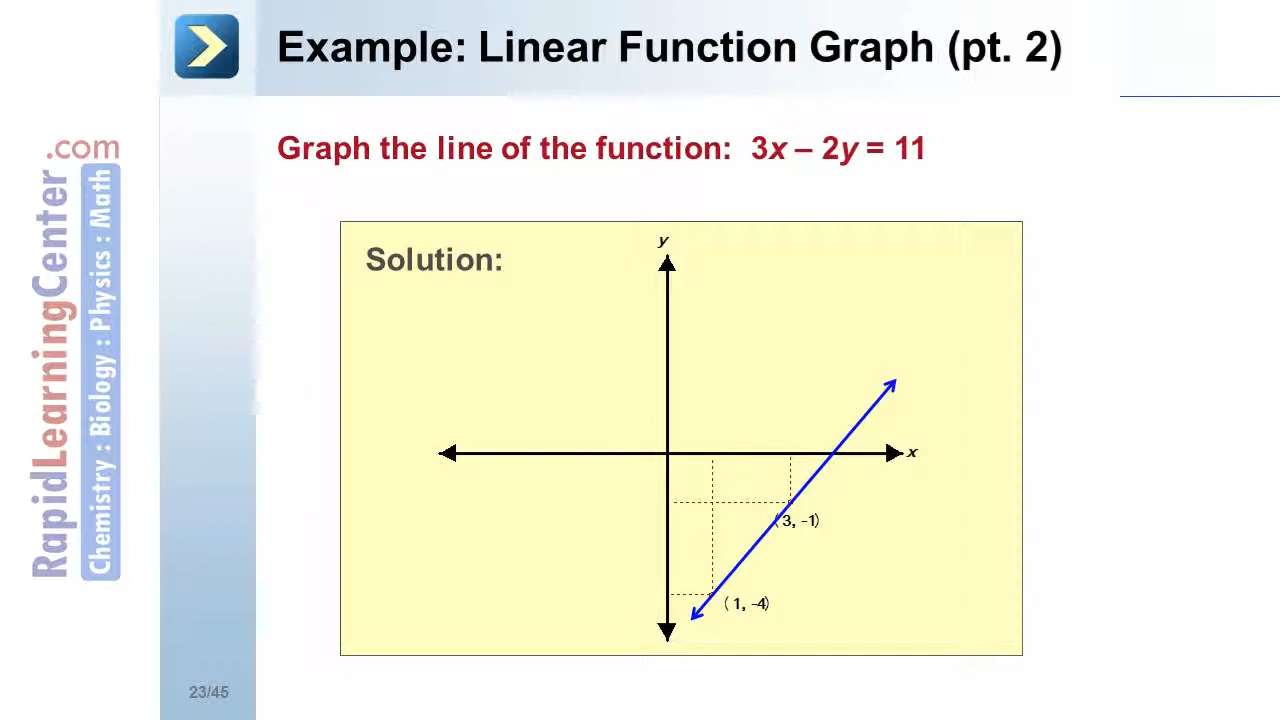 Example: Linear Function Graph (pt. 2)
Graph the line of the function: 3x – 2y = 11
Solution:
y
x
(3, -1)
(1, -4)
RapidLearningCenter.com
Chemistry : Biology : Physics : Math
23/45